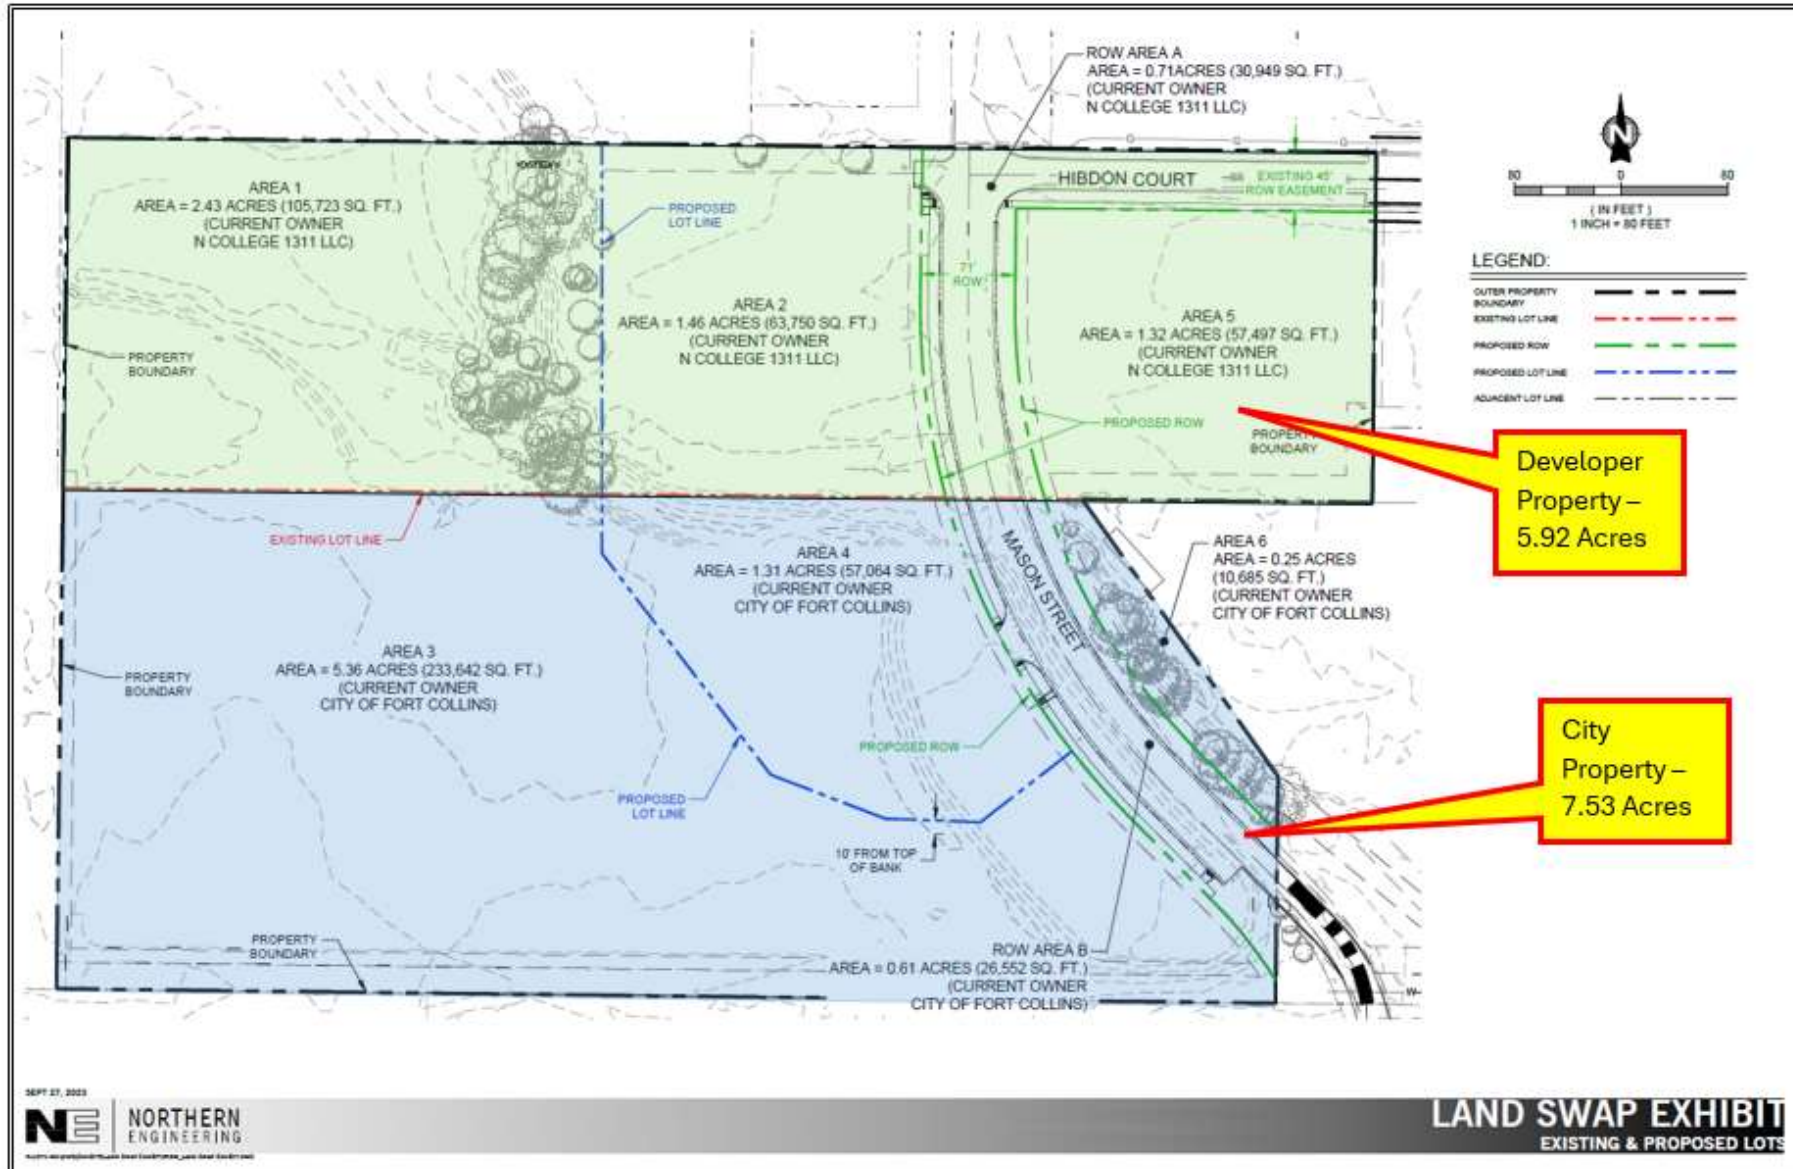 ROW AREA A
AREA = 0.71ACRES (30,949 SQ. FT.)
(CURRENT OWNER
N COLLEGE 1311 LLC)
AREA 1
AREA = 2.43 ACRES (105,723 SQ. FT.)
(CURRENT OWNER
N COLLEGE 1311 LLC)
PROPOSED
LOT LINE
HIBDON COURT
EXISTING 45'
ROW EASEMENT
N
80
0
80
( IN FEET )
1 INCH = 80 FEET
LEGEND:
OUTER PROPERTY
BOUNDARY
EXISTING LOT LINE
PROPOSED ROW
PROPOSED LOT LINE
ADJACENT LOT LINE
71'
ROW
AREA 2
AREA = 1.46 ACRES (63,750 SQ. FT.)
(CURRENT OWNER
N COLLEGE 1311 LLC)
AREA 5
AREA = 1.32 ACRES (57,497 SQ. FT.)
(CURRENT OWNER
N COLLEGE 1311 LLC)
PROPERTY
BOUNDARY
PROPOSED ROW
PROPERTY
BOUNDARY
Developer
Property –
5.92 Acres
EXISTING LOT LINE
MASON STREET
AREA 4
AREA = 1.31 ACRES (57,064 SQ. FT.)
(CURRENT OWNER
CITY OF FORT COLLINS)
AREA 6
AREA = 0.25 ACRES
(10,685 SQ. FT.)
(CURRENT OWNER
CITY OF FORT COLLINS)
AREA 3
AREA = 5.36 ACRES (233,642 SQ. FT.)
(CURRENT OWNER
CITY OF FORT COLLINS)
PROPERTY
BOUNDARY
PROPOSED ROW
City
Property –
7.53 Acres
PROPOSED
LOT LINE
10' FROM TOP
OF BANK
PROPERTY
BOUNDARY
ROW AREA B
AREA = 0.61 ACRES (26,552 SQ. FT.)
(CURRENT OWNER
CITY OF FORT COLLINS)
W
SEPT 27, 2023
NE
NORTHERN
ENGINEERING
LAND SWAP EXHIBIT
EXISTING & PROPOSED LOTS